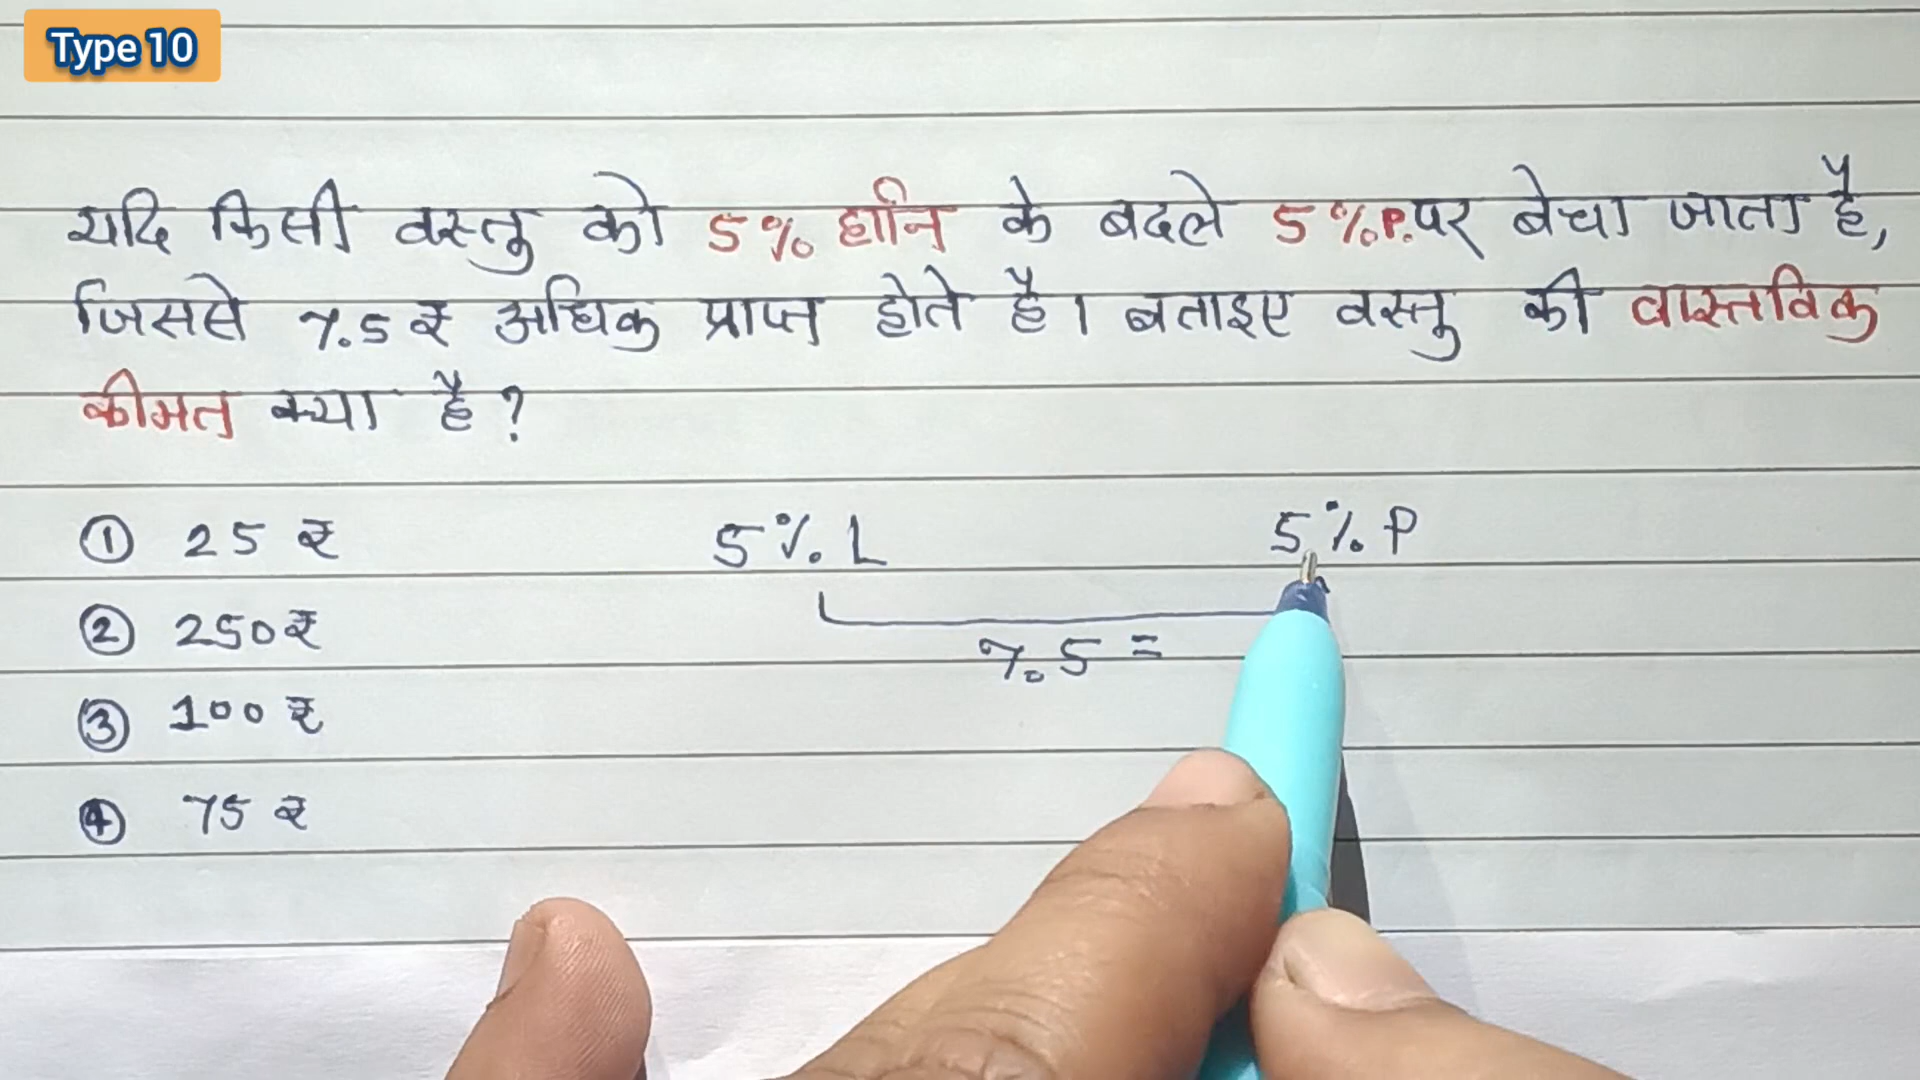 Type 10
यदि किसी वस्तु को 5% हानि के बदले 5%P. पर बेचा जाता है,
जिससे 7.5 ₹ अधिक प्राप्त होते है। बताइए वस्तु की वास्तविक
कीमत क्या है ?
① 25 ₹
② 250 ₹
③ 100 ₹
④ 75 ₹
5% L 5% P
7.5 =